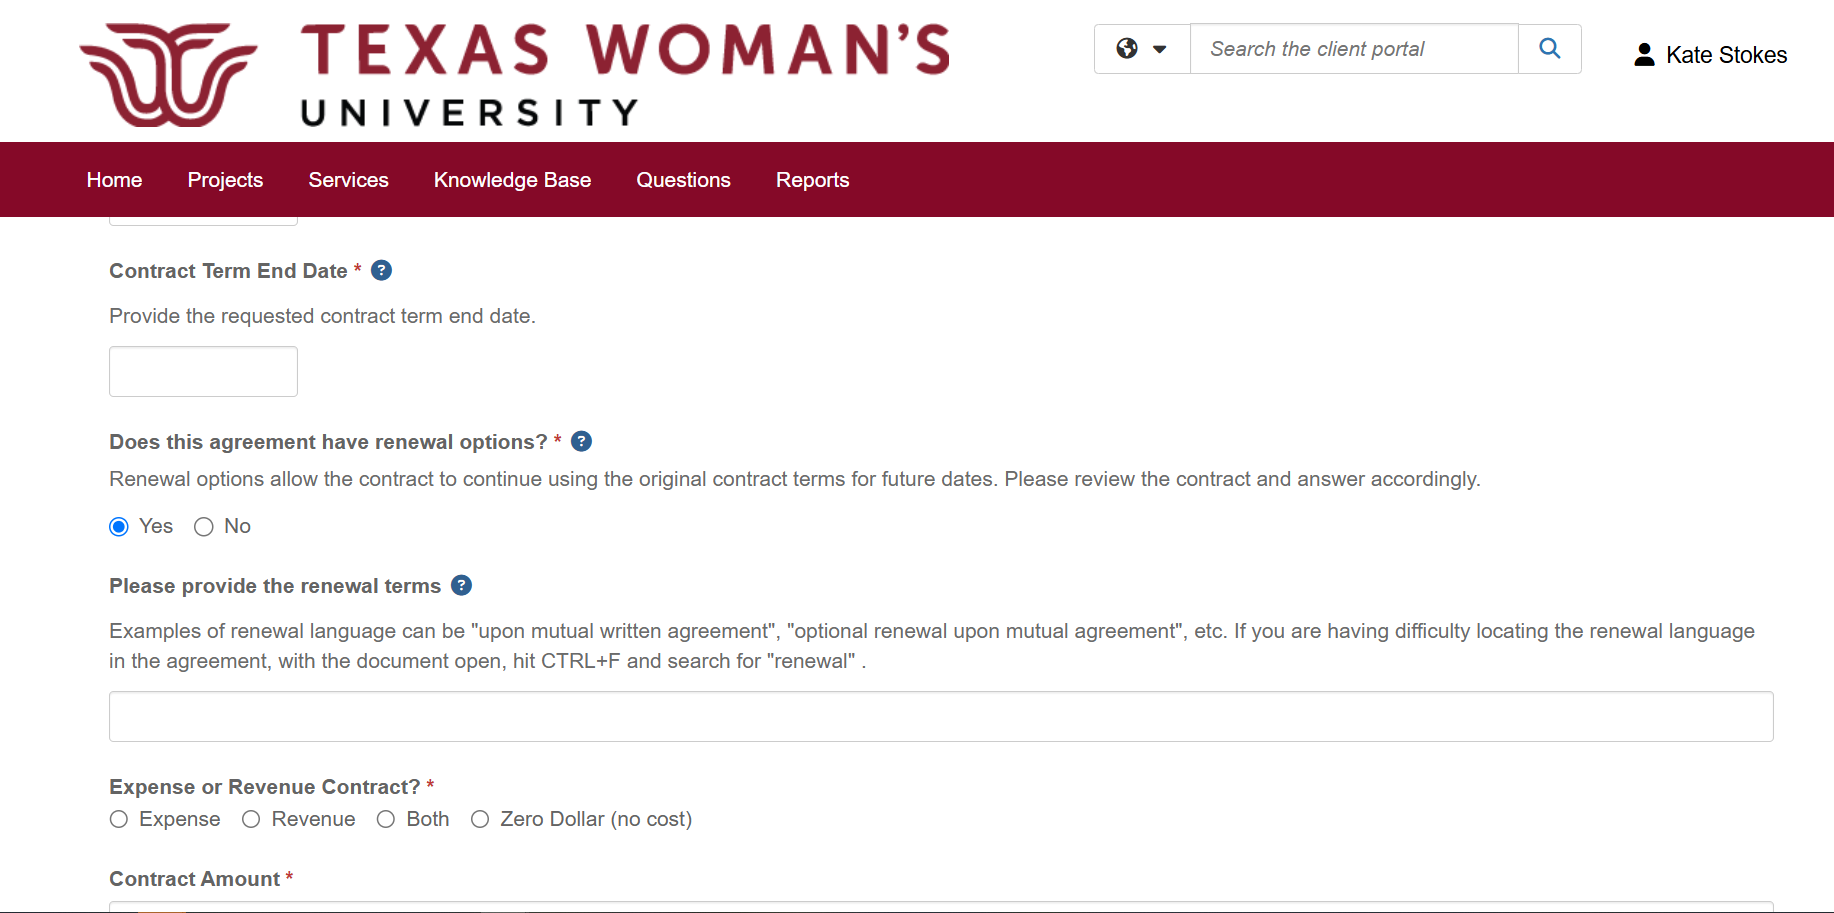 TEXAS WOMAN'S
UNIVERSITY
Search the client portal
Kate Stokes
Home Projects Services Knowledge Base Questions Reports
Contract Term End Date * ?
Provide the requested contract term end date.
Does this agreement have renewal options? * ?
Renewal options allow the contract to continue using the original contract terms for future dates. Please review the contract and answer accordingly.
Yes No
Please provide the renewal terms ?
Examples of renewal language can be "upon mutual written agreement", "optional renewal upon mutual agreement", etc. If you are having difficulty locating the renewal language
in the agreement, with the document open, hit CTRL+F and search for "renewal" .
Expense or Revenue Contract? *
Expense Revenue Both Zero Dollar (no cost)
Contract Amount *